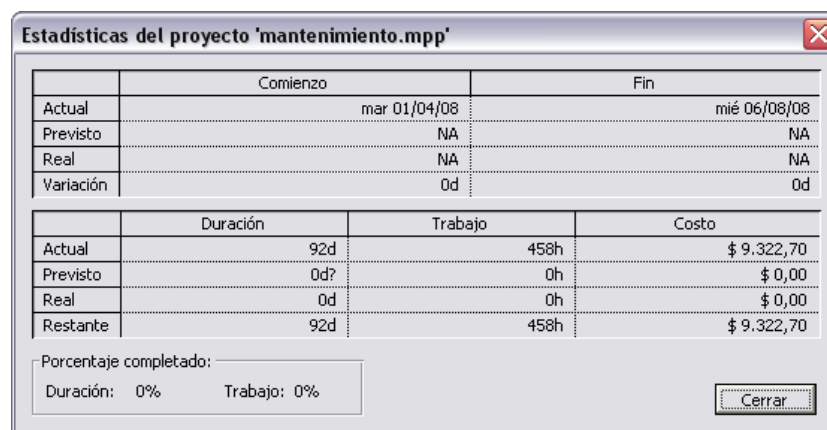 Estadísticas del proyecto 'mantenimiento.mpp'
Comienzo Fin
Actual mar 01/04/08 mié 06/08/08
Previsto NA NA
Real NA NA
Variación 0d 0d
Duración Trabajo Costo
Actual 92d 458h $ 9.322,70
Previsto 0d? 0h $ 0,00
Real 0d 0h $ 0,00
Restante 92d 458h $ 9.322,70
Porcentaje completado:
Duración: 0% Trabajo: 0%
Cerrar